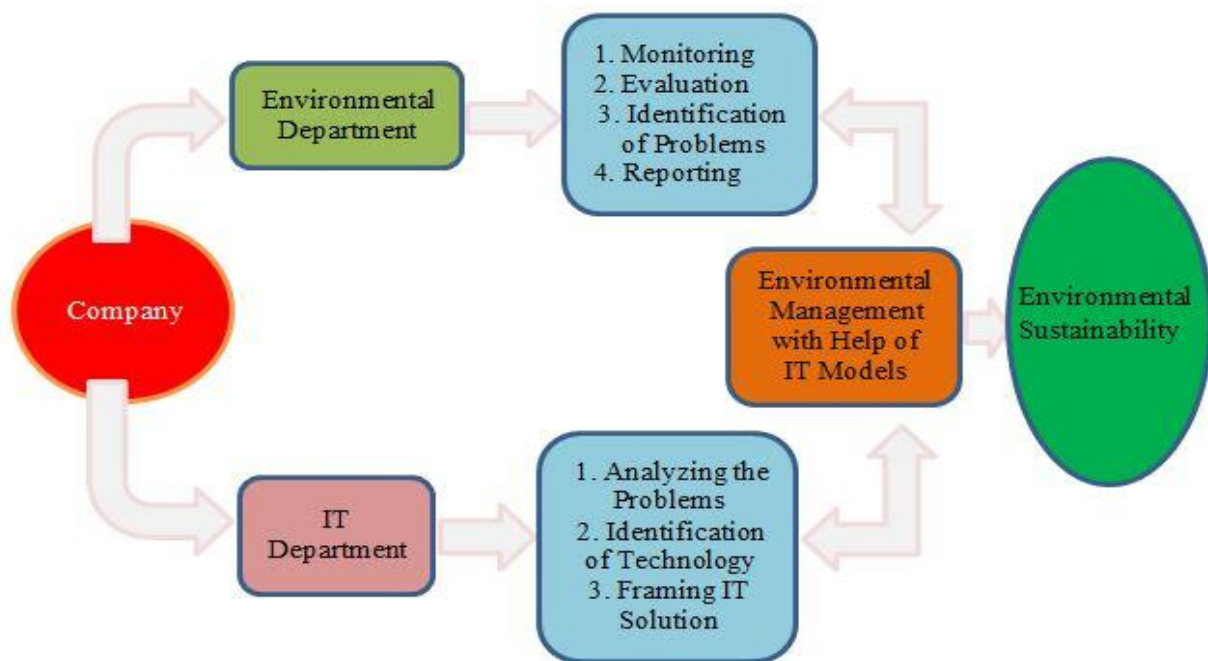 Company
Environmental
Department
1. Monitoring
2. Evaluation
3. Identification
of Problems
4. Reporting
IT
Department
1. Analyzing the
Problems
2. Identification
of Technology
3. Framing IT
Solution
Environmental
Management
with Help of
IT Models
Environmental
Sustainability